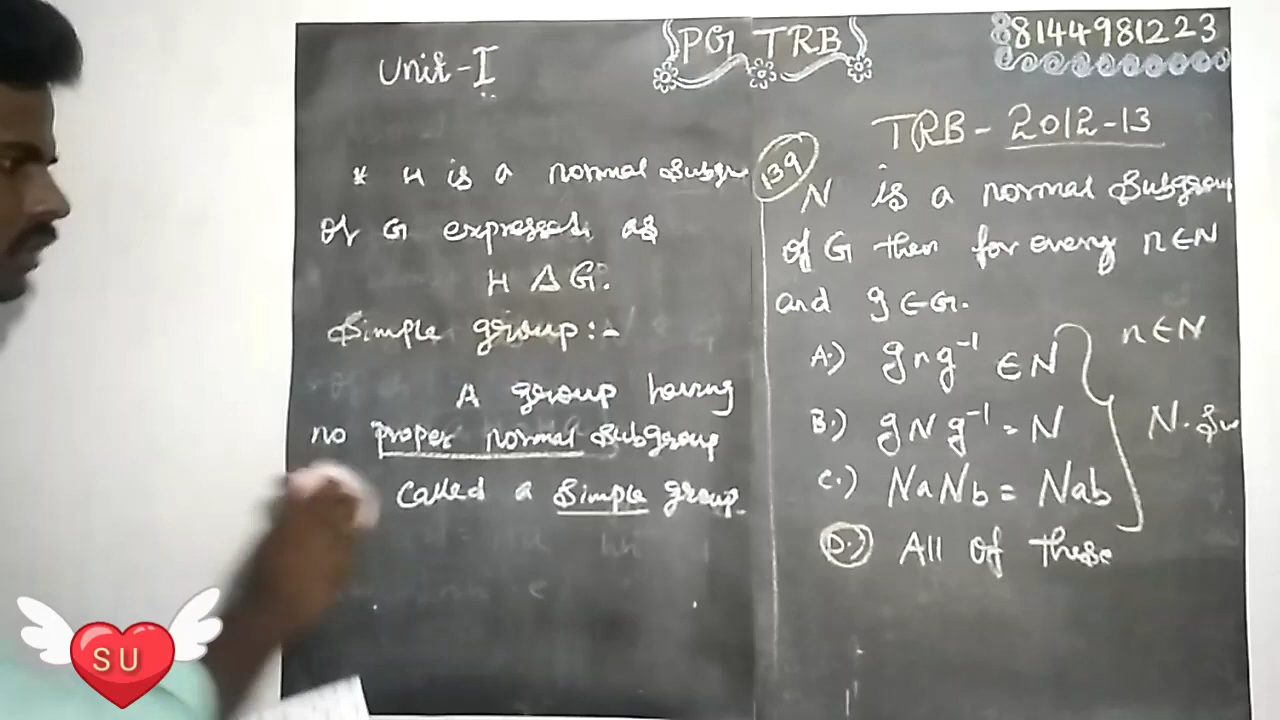 Unit-I
PG TRB
8144981223
* H is a normal Subgr
of G expressed as
H Δ G.
Simple group:-
A group having
no proper normal Subgroup
called a Simple group.
TRB - 2012-13
139
N is a normal Subgroup
of G then for every n∈N
and g∈G.
A.) gng⁻¹ ∈ N
B.) gNg⁻¹ = N
C.) NaNb = Nab
D.) All of these
n∈N
N. Su
SU